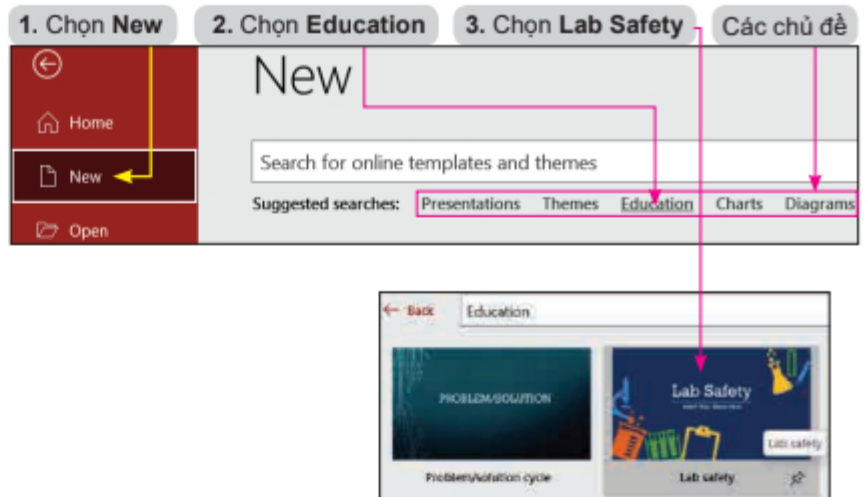 1. Chọn New
2. Chọn Education
3. Chọn Lab Safety
Các chủ đề
New
Home
New
Open
Search for online templates and themes
Suggested searches: Presentations Themes Education Charts Diagrams
Back Education
PROBLEM/SOLUTION
Lab Safety
Lab safety
Problem/solution cycle
Lab safety